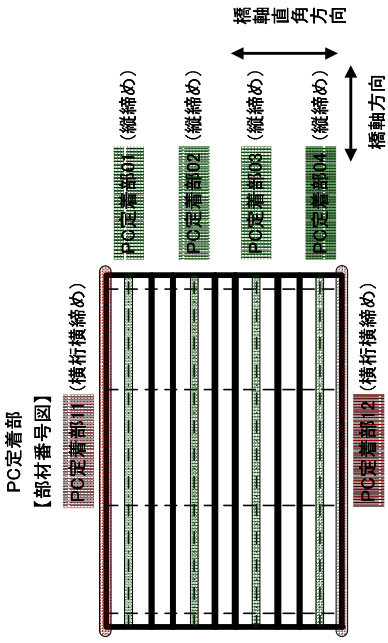 PC定着部
【部材番号図】
PC定着部11 (横桁横締め)
PC定着部01 (縦締め)
PC定着部02 (縦締め)
PC定着部03 (縦締め)
PC定着部04 (縦締め)
PC定着部12 (横桁横締め)
橋軸直角方向
橋軸方向